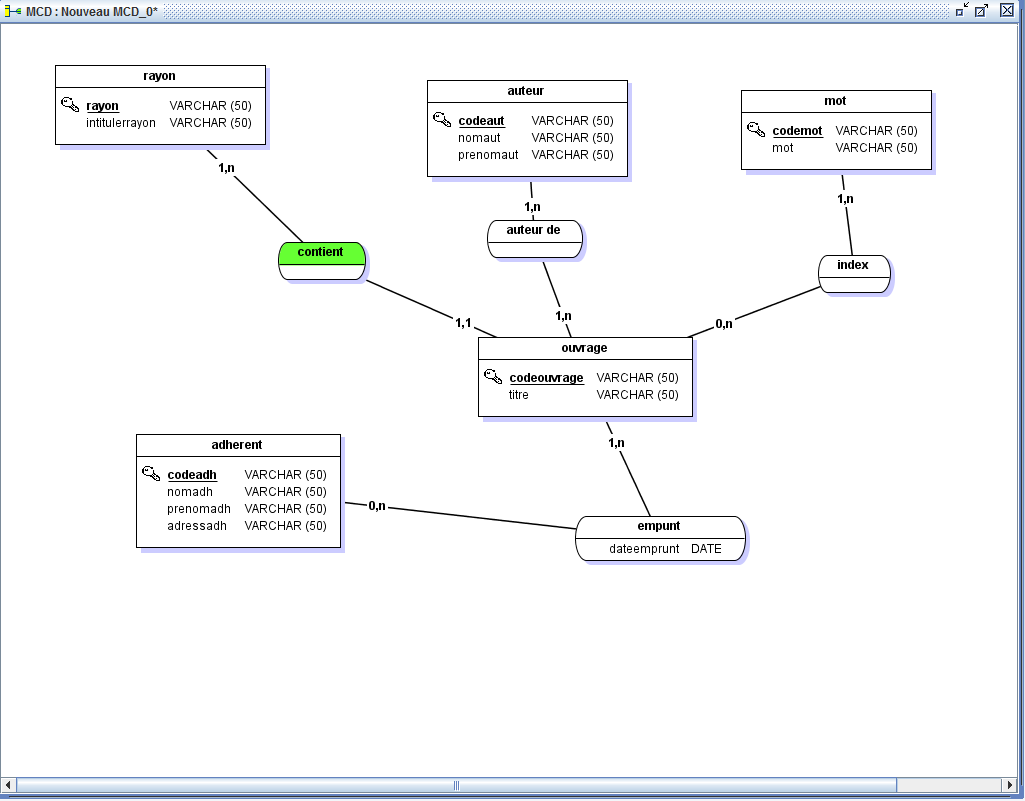 MCD : Nouveau MCD_0*
rayon
rayon VARCHAR (50)
intitulerrayon VARCHAR (50)
1,n
contient
1,1
auteur
codeaut VARCHAR (50)
nomaut VARCHAR (50)
prenomaut VARCHAR (50)
1,n
auteur de
1,n
mot
codemot VARCHAR (50)
mot VARCHAR (50)
1,n
index
0,n
ouvrage
codeouvrage VARCHAR (50)
titre VARCHAR (50)
1,n
adherent
codeadh VARCHAR (50)
nomadh VARCHAR (50)
prenomadh VARCHAR (50)
adressadh VARCHAR (50)
0,n
empunt
dateemprunt DATE